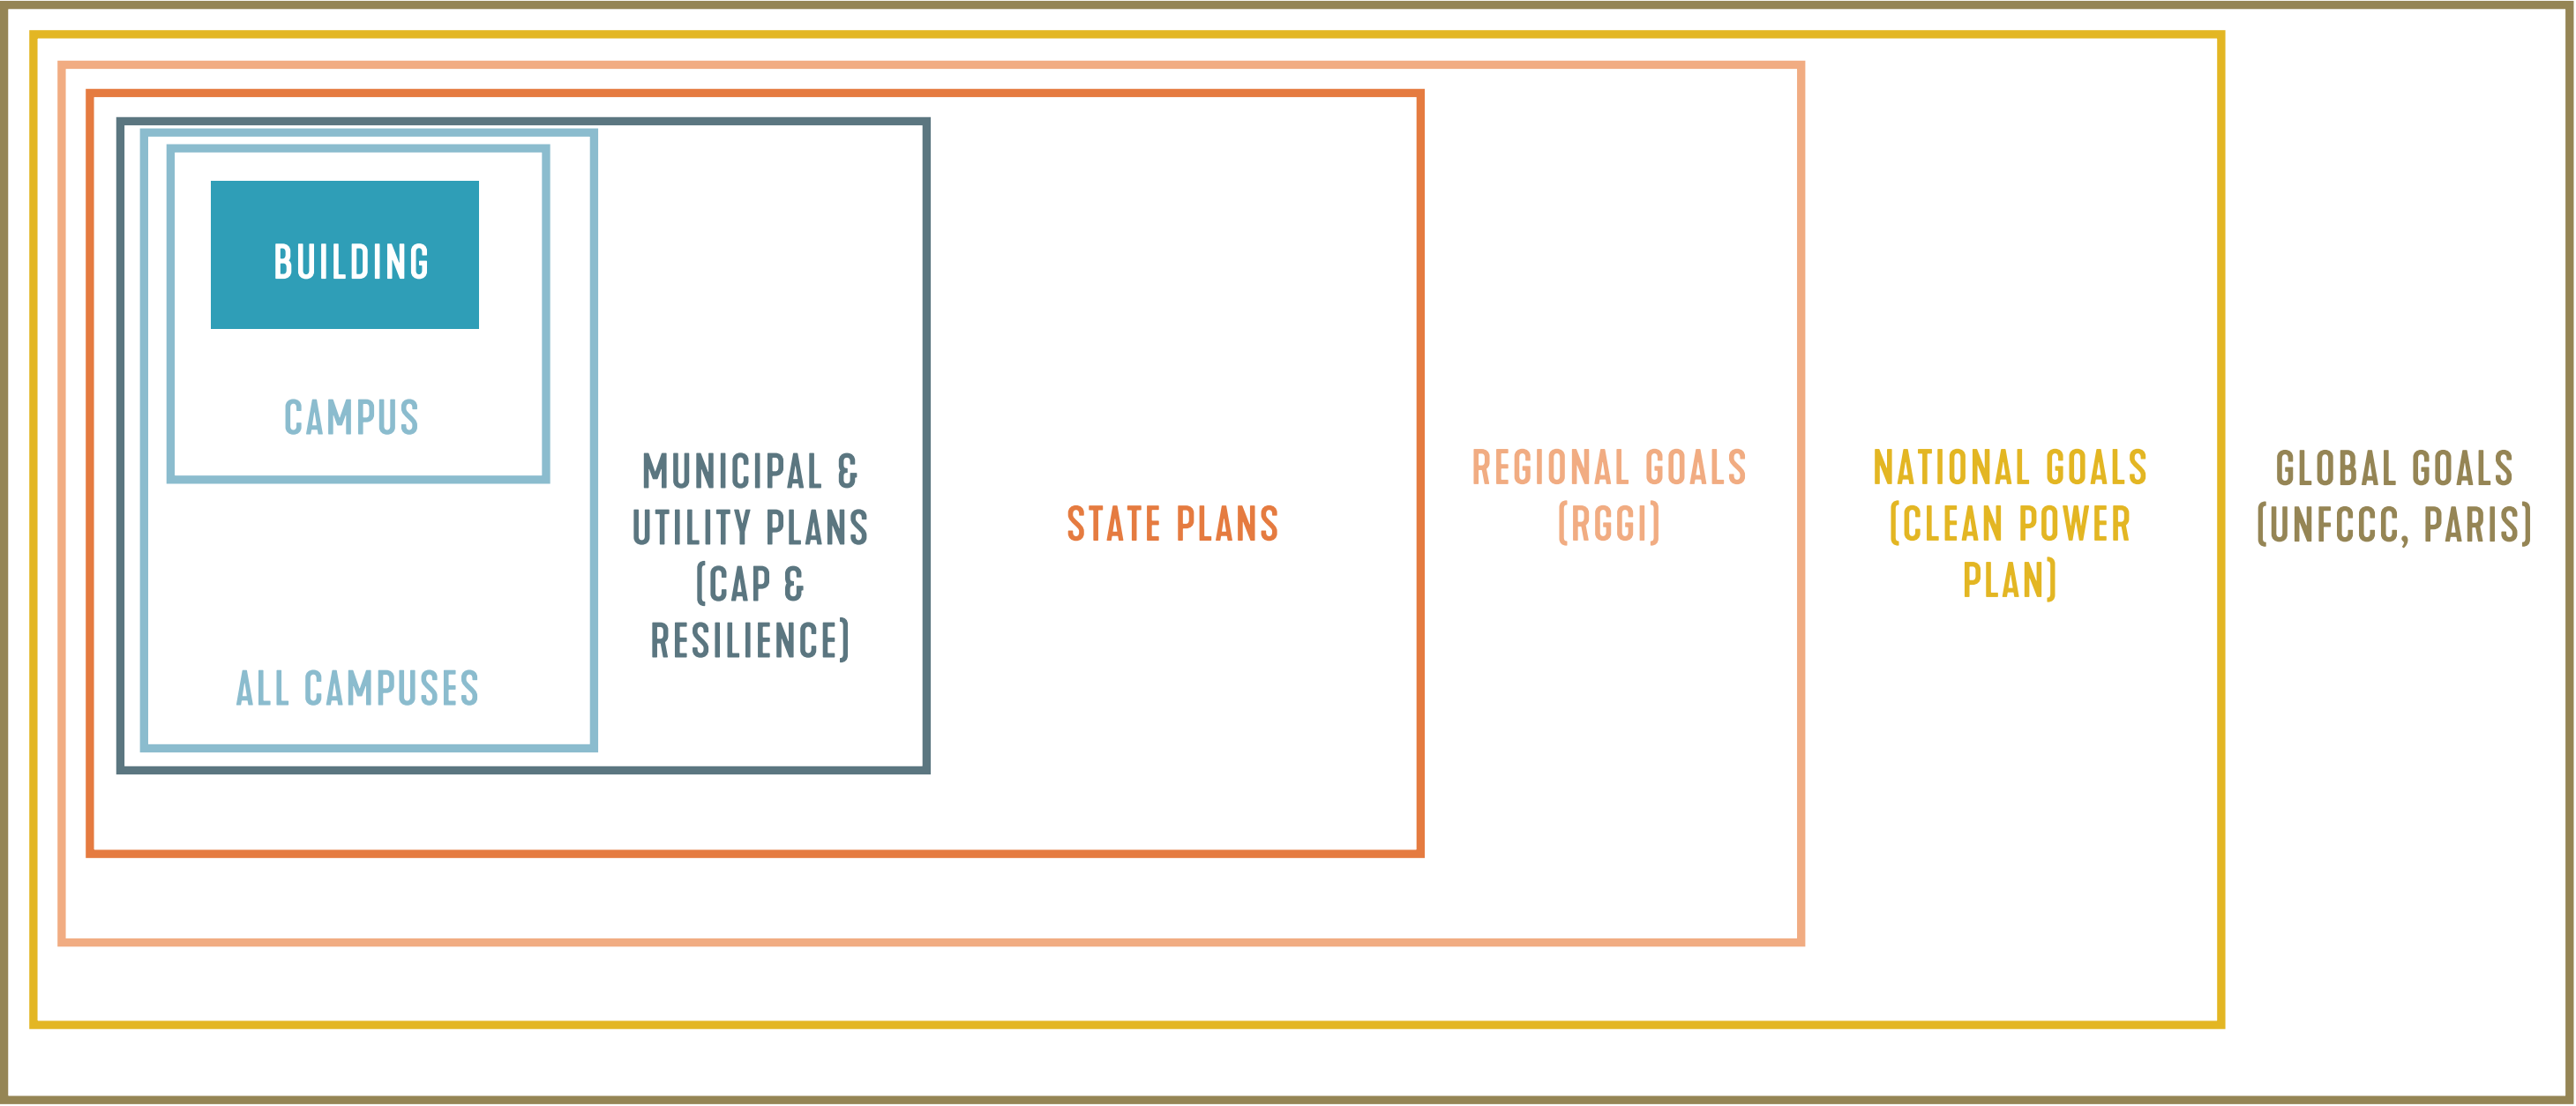 BUILDING
CAMPUS
ALL CAMPUSES
MUNICIPAL &
UTILITY PLANS
(CAP &
RESILIENCE)
STATE PLANS
REGIONAL GOALS
(RGGI)
NATIONAL GOALS
(CLEAN POWER
PLAN)
GLOBAL GOALS
(UNFCCC, PARIS)